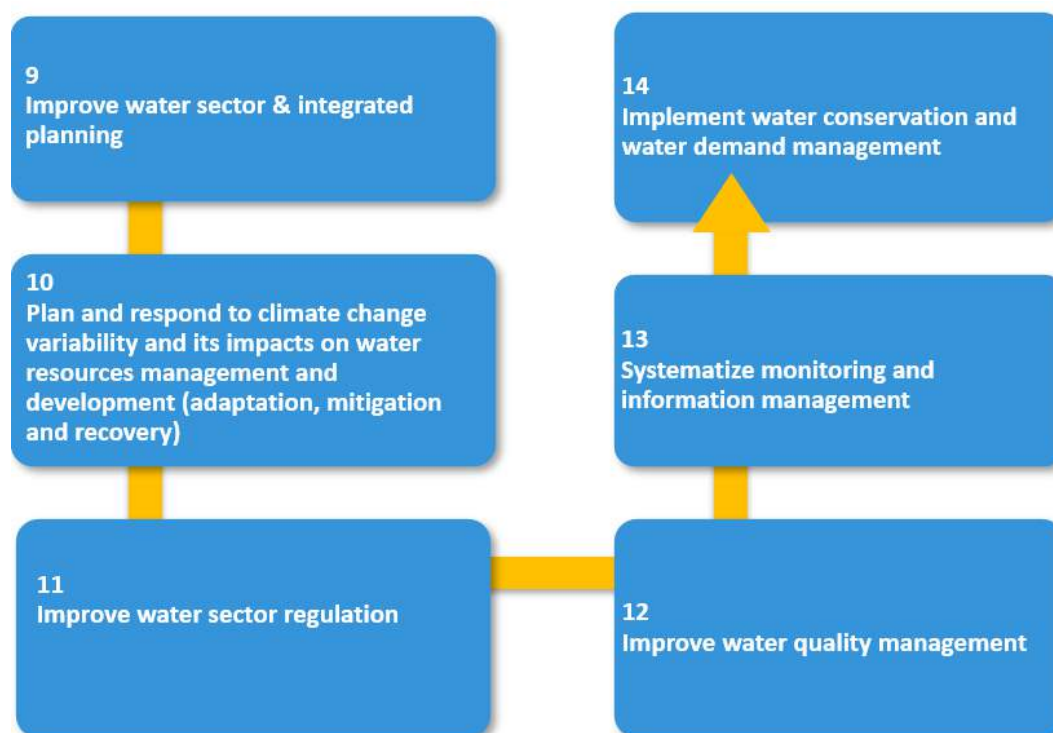 9
Improve water sector & integrated
planning
10
Plan and respond to climate change
variability and its impacts on water
resources management and
development (adaptation, mitigation
and recovery)
11
Improve water sector regulation
12
Improve water quality management
13
Systematize monitoring and
information management
14
Implement water conservation and
water demand management